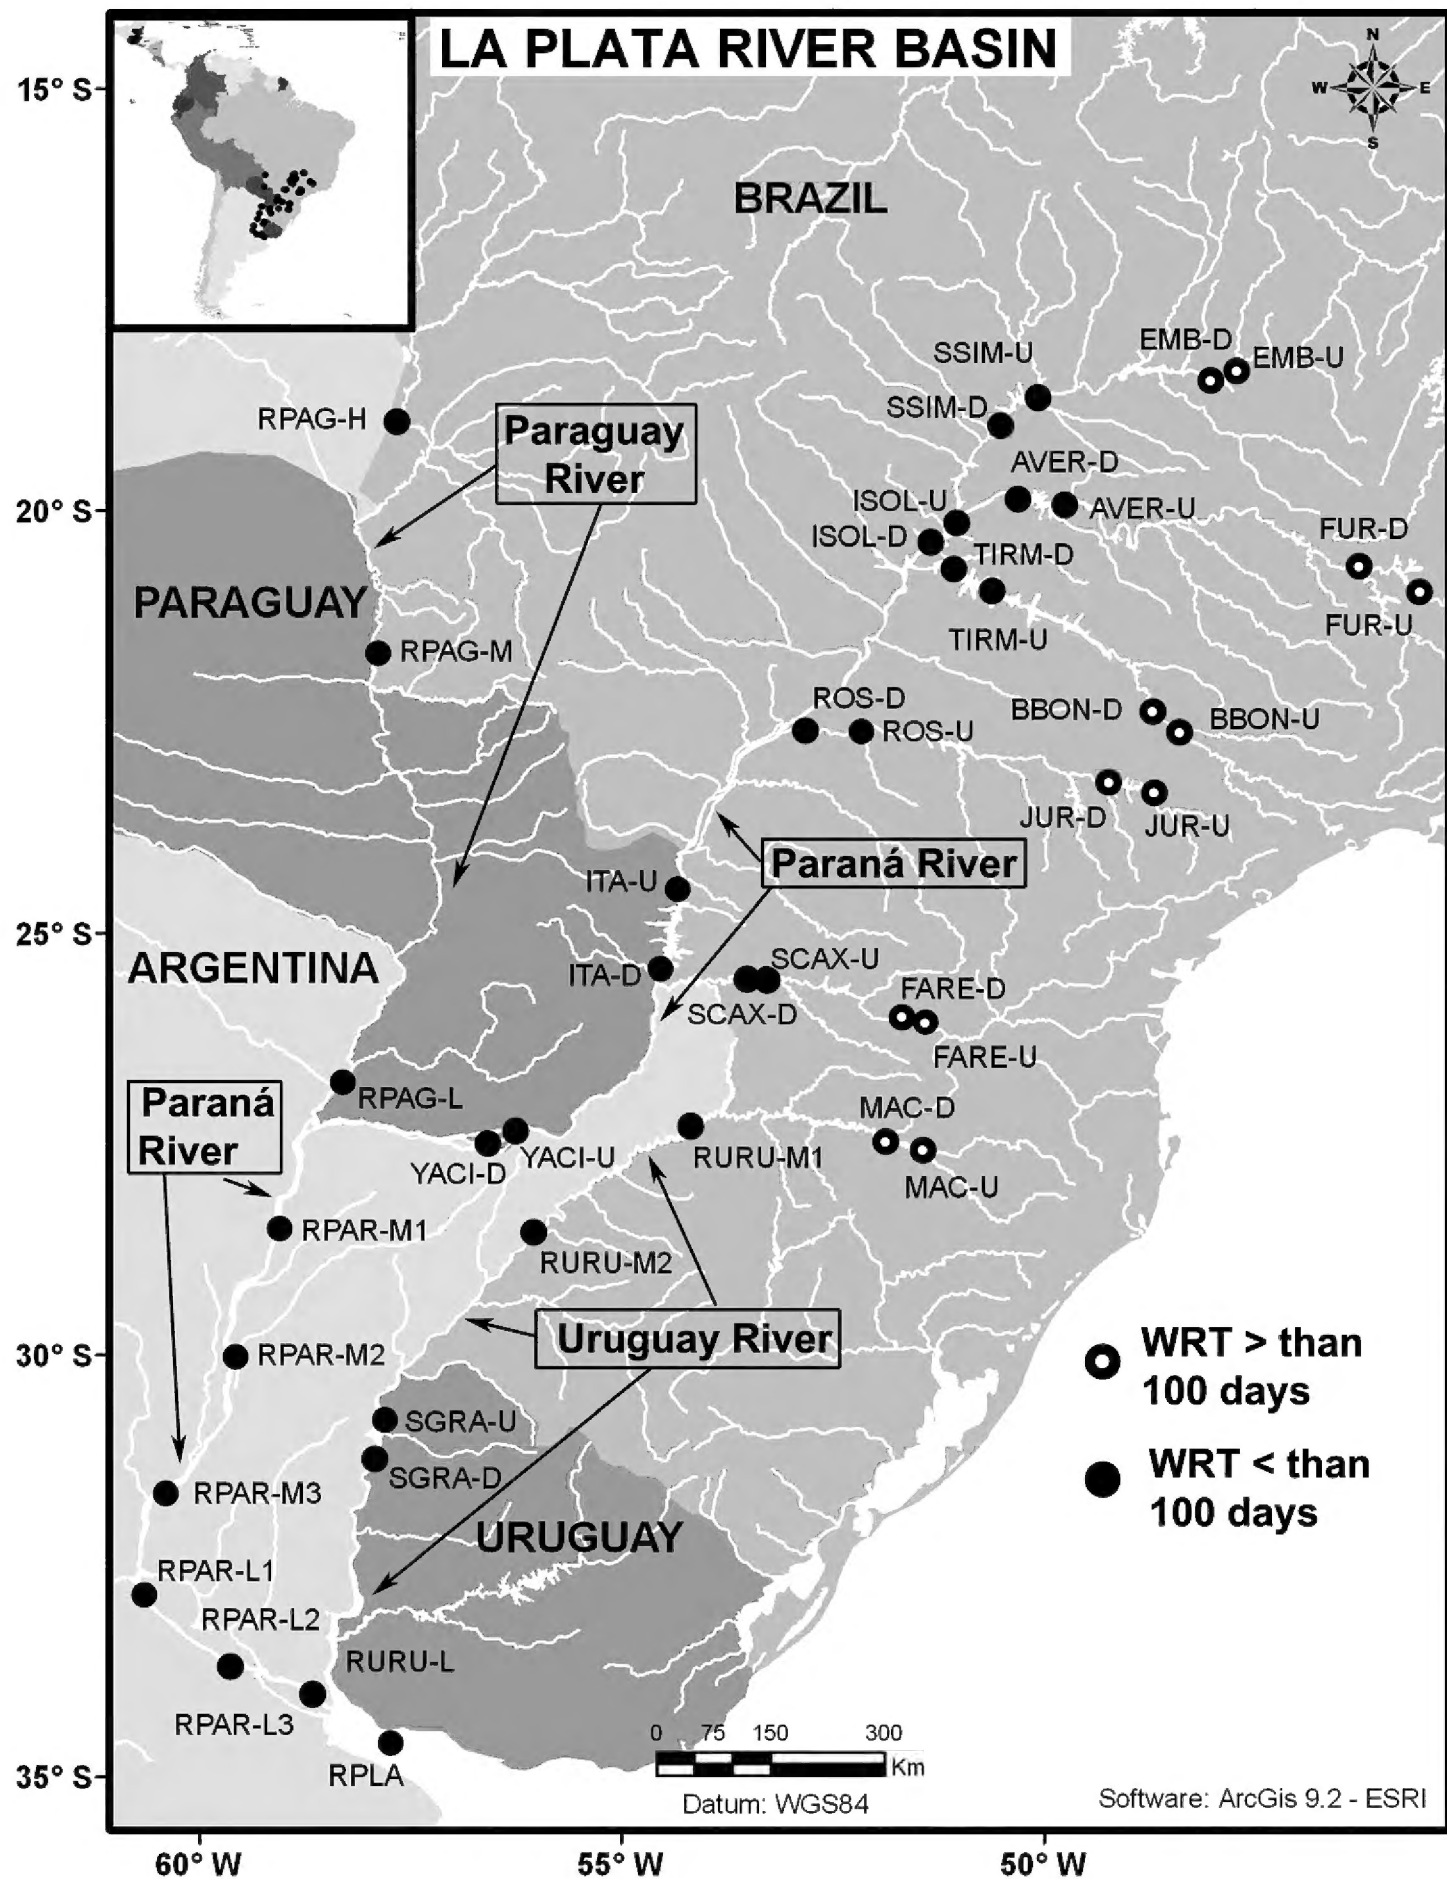 LA PLATA RIVER BASIN
N
W
E
S
15° S
20° S
25° S
30° S
35° S
60° W
55° W
50° W
BRAZIL
EMB-D
EMB-U
SSIM-U
SSIM-D
RPAG-H
Paraguay
River
AVER-D
AVER-U
ISOL-U
ISOL-D
TIRM-D
TIRM-U
FUR-D
FUR-U
PARAGUAY
RPAG-M
ROS-D
ROS-U
BBON-D
BBON-U
JUR-D
JUR-U
Paraná River
ITA-U
ITA-D
ARGENTINA
SCAX-U
SCAX-D
FARE-D
FARE-U
RPAG-L
Paraná
River
MAC-D
MAC-U
YACI-D
YACI-U
RURU-M1
RPAR-M1
RURU-M2
Uruguay River
RPAR-M2
WRT > than
100 days
SGRA-U
SGRA-D
WRT < than
100 days
RPAR-M3
URUGUAY
RPAR-L1
RPAR-L2
RURU-L
RPAR-L3
RPLA
0 75 150 300
Km
Datum: WGS84
Software: ArcGis 9.2 - ESRI